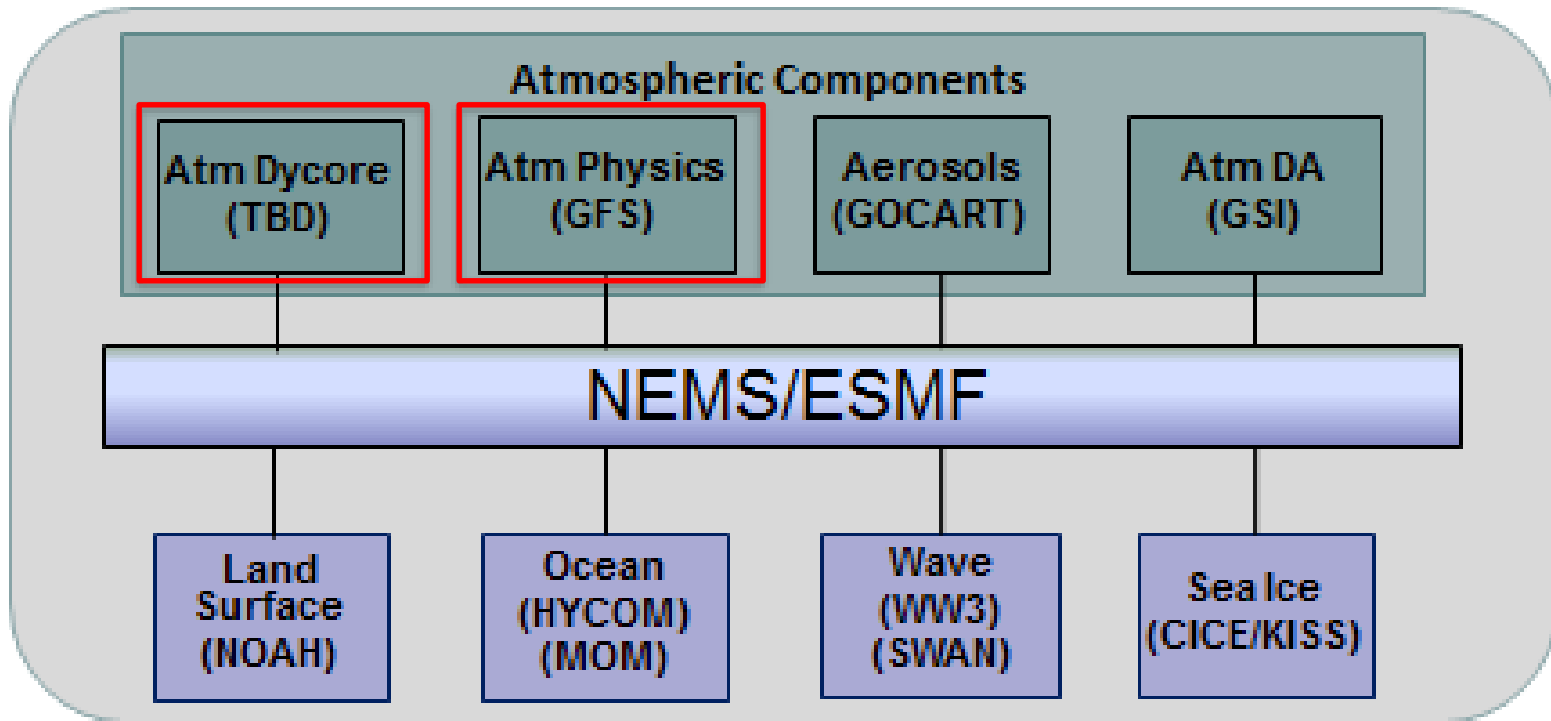 Atmospheric Components
Atm Dycore
(TBD)
Atm Physics
(GFS)
Aerosols
(GOCART)
Atm DA
(GSI)
NEMS/ESMF
Land
Surface
(NOAH)
Ocean
(HYCOM)
(MOM)
Wave
(WW3)
(SWAN)
Sea Ice
(CICE/KISS)